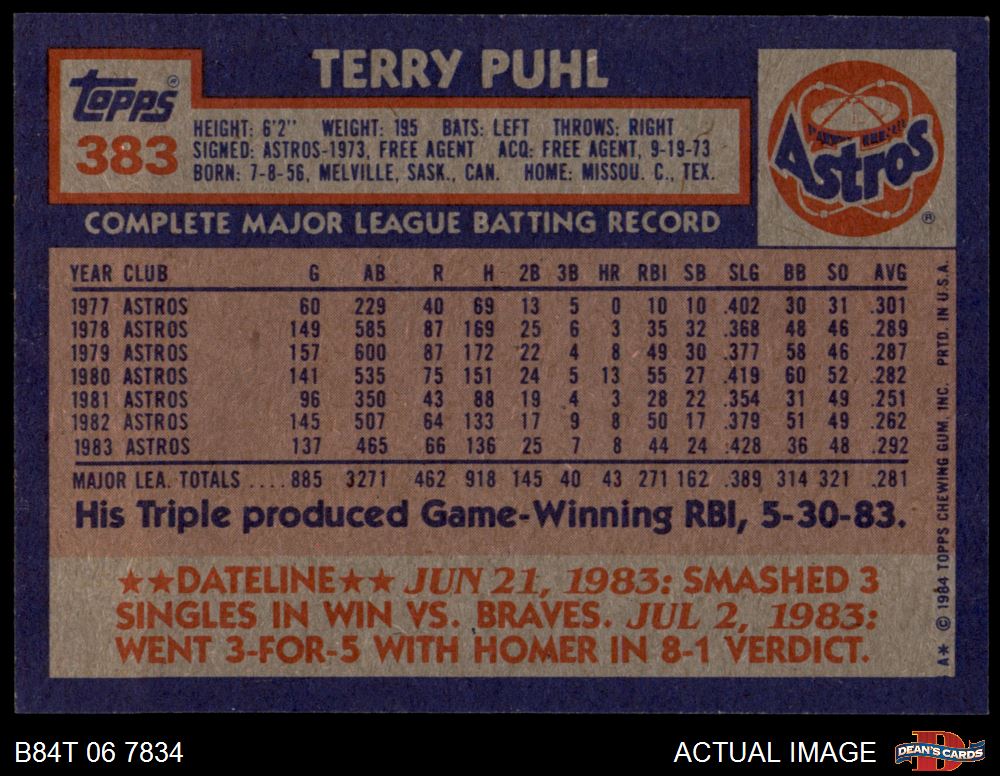 TERRY PUHL
Topps®
383
HEIGHT: 6'2" WEIGHT: 195 BATS: LEFT THROWS: RIGHT
SIGNED: ASTROS-1973, FREE AGENT ACQ: FREE AGENT, 9-19-73
BORN: 7-8-56, MELVILLE, SASK., CAN. HOME: MISSOU. C., TEX.
Astros
®
COMPLETE MAJOR LEAGUE BATTING RECORD
YEAR CLUB G AB R H 2B 3B HR RBI SB SLG BB SO AVG
1977 ASTROS 60 229 40 69 13 5 0 10 10 .402 30 31 .301
1978 ASTROS 149 585 87 169 25 6 3 35 32 .368 48 46 .289
1979 ASTROS 157 600 87 172 22 4 8 49 30 .377 58 46 .287
1980 ASTROS 141 535 75 151 24 5 13 55 27 .419 60 52 .282
1981 ASTROS 96 350 43 88 19 4 3 28 22 .354 31 49 .251
1982 ASTROS 145 507 64 133 17 9 8 50 17 .379 51 49 .262
1983 ASTROS 137 465 66 136 25 7 8 44 24 .428 36 48 .292
MAJOR LEA. TOTALS .... 885 3271 462 918 145 40 43 271 162 .389 314 321 .281
His Triple produced Game-Winning RBI, 5-30-83.
★★DATELINE★★ JUN 21, 1983: SMASHED 3
SINGLES IN WIN VS. BRAVES. JUL 2, 1983:
WENT 3-FOR-5 WITH HOMER IN 8-1 VERDICT.
A* © 1984 TOPPS CHEWING GUM, INC. PRTD. IN U.S.A.
B84T 06 7834
ACTUAL IMAGE
DEAN'S CARDS